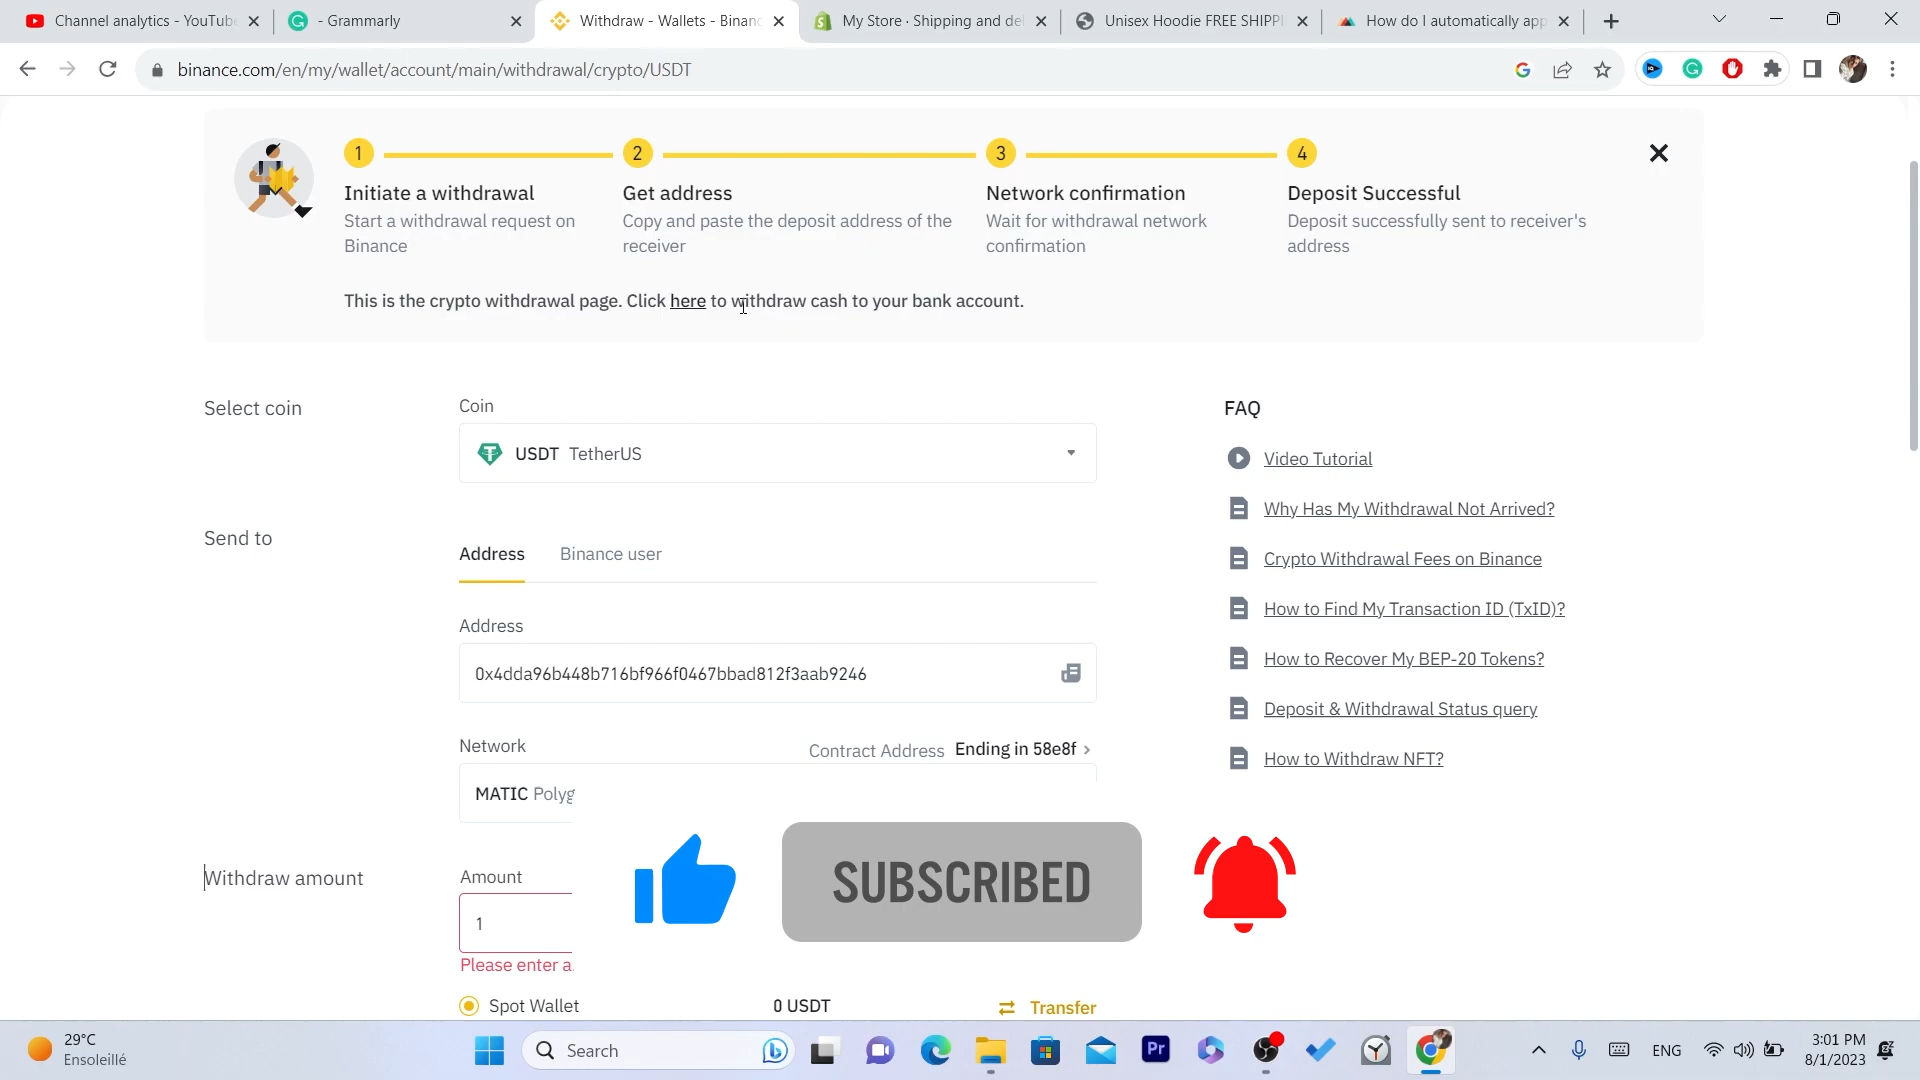 Channel analytics - YouTube
- Grammarly
Withdraw - Wallets - Binanc
My Store · Shipping and del
Unisex Hoodie FREE SHIPPI
How do I automatically app
binance.com/en/my/wallet/account/main/withdrawal/crypto/USDT
1
2
3
4
Initiate a withdrawal
Start a withdrawal request on
Binance
Get address
Copy and paste the deposit address of the
receiver
Network confirmation
Wait for withdrawal network
confirmation
Deposit Successful
Deposit successfully sent to receiver's
address
This is the crypto withdrawal page. Click here to withdraw cash to your bank account.
Select coin
Coin
USDT TetherUS
Send to
Address
Binance user
Address
0x4dda96b448b716bf966f0467bbad812f3aab9246
Network
Contract Address Ending in 58e8f >
MATIC Polyg
Withdraw amount
Amount
1
Please enter a
Spot Wallet
0 USDT
Transfer
FAQ
Video Tutorial
Why Has My Withdrawal Not Arrived?
Crypto Withdrawal Fees on Binance
How to Find My Transaction ID (TxID)?
How to Recover My BEP-20 Tokens?
Deposit & Withdrawal Status query
How to Withdraw NFT?
SUBSCRIBED
29°C
Ensoleillé
Search
Pr
ENG
3:01 PM
8/1/2023